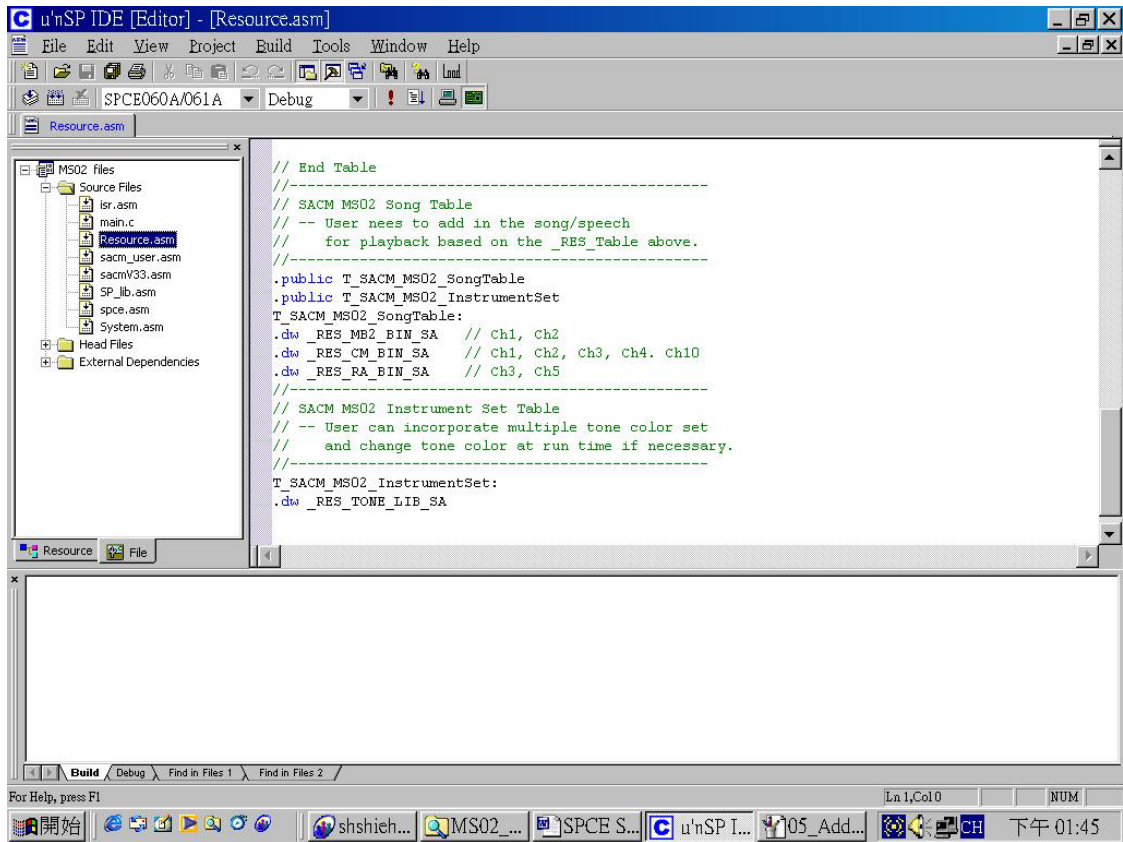 u'nSP IDE [Editor] - [Resource.asm]
File Edit View Project Build Tools Window Help
Load
SPCE060A/061A Debug
Resource.asm
MS02 files
Source Files
isr.asm
main.c
Resource.asm
sacm_user.asm
sacmV33.asm
SP_lib.asm
spce.asm
System.asm
Head Files
External Dependencies
Resource File
// End Table
//------------------------------------------------
// SACM MS02 Song Table
// -- User nees to add in the song/speech
//    for playback based on the _RES_Table above.
//------------------------------------------------
.public T_SACM_MS02_SongTable
.public T_SACM_MS02_InstrumentSet
T_SACM_MS02_SongTable:
.dw _RES_MB2_BIN_SA // Ch1, Ch2
.dw _RES_CM_BIN_SA // Ch1, Ch2, Ch3, Ch4. Ch10
.dw _RES_RA_BIN_SA // Ch3, Ch5
//------------------------------------------------
// SACM MS02 Instrument Set Table
// -- User can incorporate multiple tone color set
//    and change tone color at run time if necessary.
//------------------------------------------------
T_SACM_MS02_InstrumentSet:
.dw _RES_TONE_LIB_SA
Build Debug Find in Files 1 Find in Files 2
For Help, press F1 Ln 1,Col 0 NUM
開始 shshieh... MS02_... SPCE S... u'nSP I... 05_Add... CH 下午 01:45